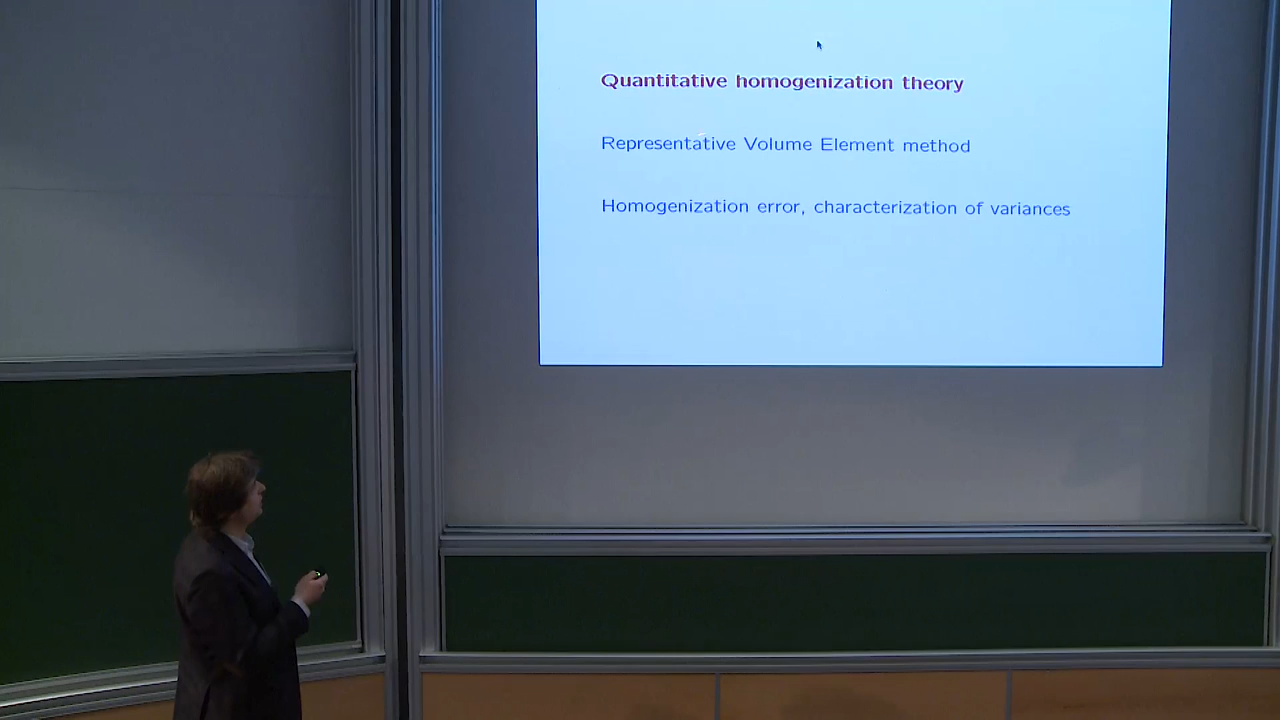 Quantitative homogenization theory
Representative Volume Element method
Homogenization error, characterization of variances